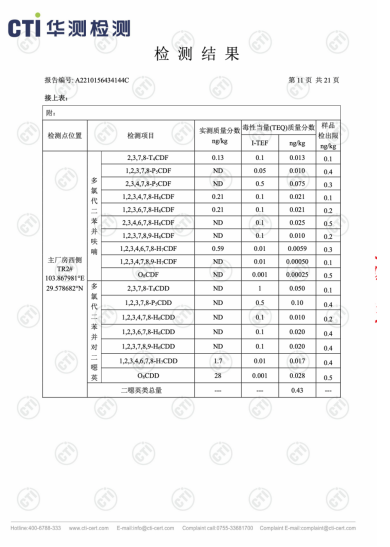 CTI华测检测
检测结果
报告编号: A2210156434144C 第 11 页 共 21 页
接上表:
附:
检测点位置 检测项目 实测质量分数 ng/kg 毒性当量(TEQ)质量分数 样品检出限 ng/kg
I-TEF ng/kg
主厂房西侧
TR2#
103.867981°E
29.578682°N
多氯代二苯并呋喃
2,3,7,8-T₄CDF 0.13 0.1 0.013 0.1
1,2,3,7,8-P₅CDF ND 0.05 0.010 0.4
2,3,4,7,8-P₅CDF ND 0.5 0.075 0.3
1,2,3,4,7,8-H₆CDF 0.21 0.1 0.021 0.1
1,2,3,6,7,8-H₆CDF 0.21 0.1 0.021 0.2
2,3,4,6,7,8-H₆CDF ND 0.1 0.025 0.5
1,2,3,7,8,9-H₆CDF ND 0.1 0.010 0.2
1,2,3,4,6,7,8-H₇CDF 0.59 0.01 0.0059 0.3
1,2,3,4,7,8,9-H₇CDF ND 0.01 0.00050 0.1
O₈CDF ND 0.001 0.00025 0.5
多氯代二苯并对二噁英
2,3,7,8-T₄CDD ND 1 0.050 0.1
1,2,3,7,8-P₅CDD ND 0.5 0.10 0.4
1,2,3,4,7,8-H₆CDD ND 0.1 0.010 0.2
1,2,3,6,7,8-H₆CDD ND 0.1 0.020 0.4
1,2,3,7,8,9-H₆CDD ND 0.1 0.020 0.4
1,2,3,4,6,7,8-H₇CDD 1.7 0.01 0.017 0.4
O₈CDD 28 0.001 0.028 0.5
二噁英类总量 --- --- 0.43 ---
Hotline:400-6788-333 www.cti-cert.com E-mail:info@cti-cert.com Complaint call:0755-33681700 Complaint E-mail:complaint@cti-cert.com